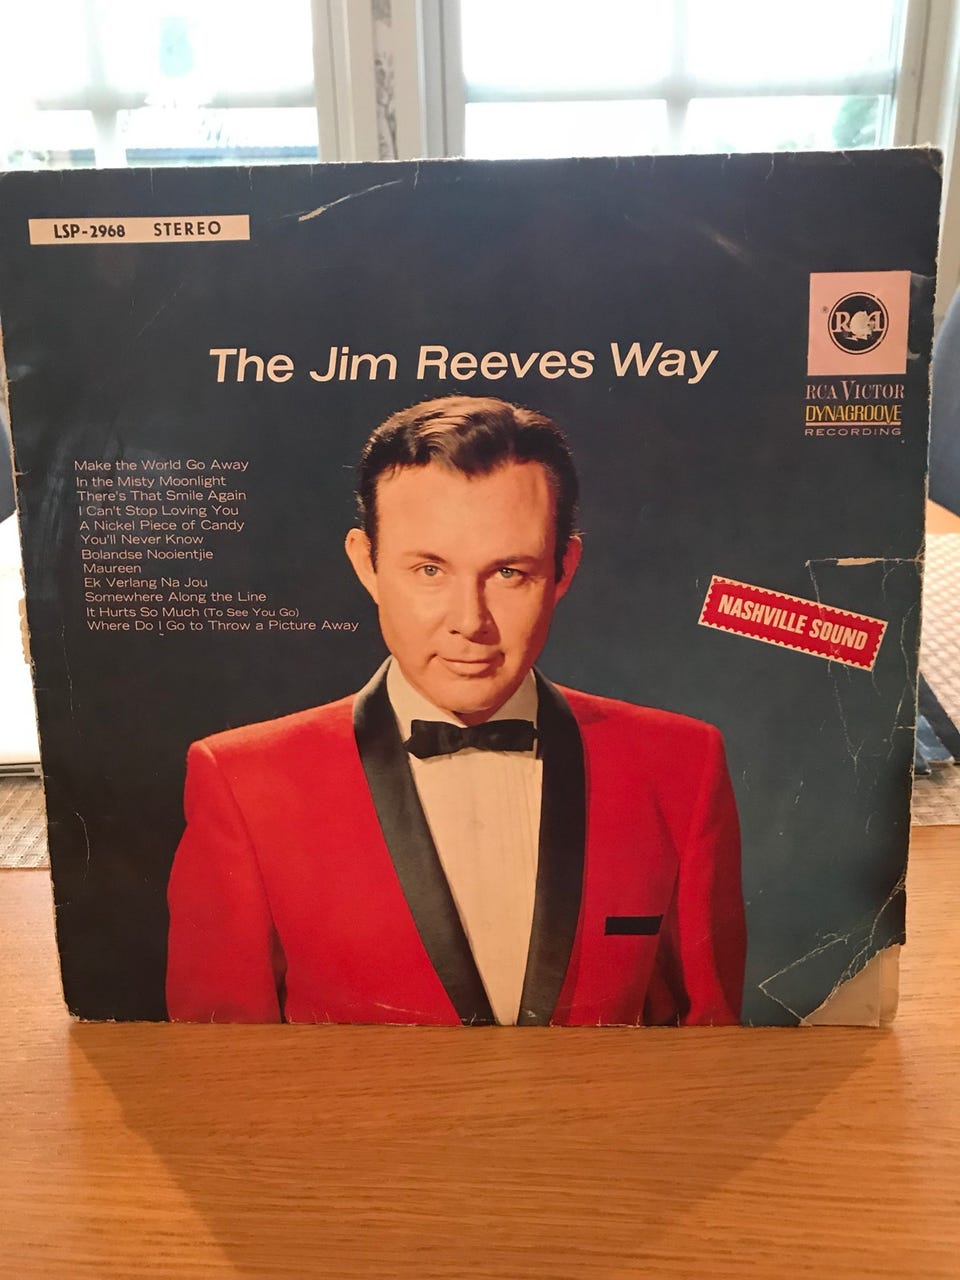 LSP-2968 STEREO
RCA
RCA VICTOR
DYNAGROOVE
RECORDING
The Jim Reeves Way
Make the World Go Away
In the Misty Moonlight
There's That Smile Again
I Can't Stop Loving You
A Nickel Piece of Candy
You'll Never Know
Bolandse Nooientjie
Maureen
Ek Verlang Na Jou
Somewhere Along the Line
It Hurts So Much (To See You Go)
Where Do I Go to Throw a Picture Away
NASHVILLE SOUND